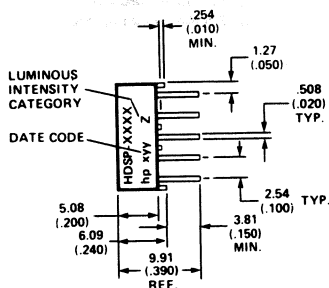 .254
(.010)
MIN.
1.27
(.050)
LUMINOUS
INTENSITY
CATEGORY
.508
(.020)
TYP.
DATE CODE
HDSP-XXXX Z
hp xyy
2.54 TYP.
(.100)
5.08
(.200)
3.81
(.150)
MIN.
6.09
(.240)
9.91
(.390)
REF.